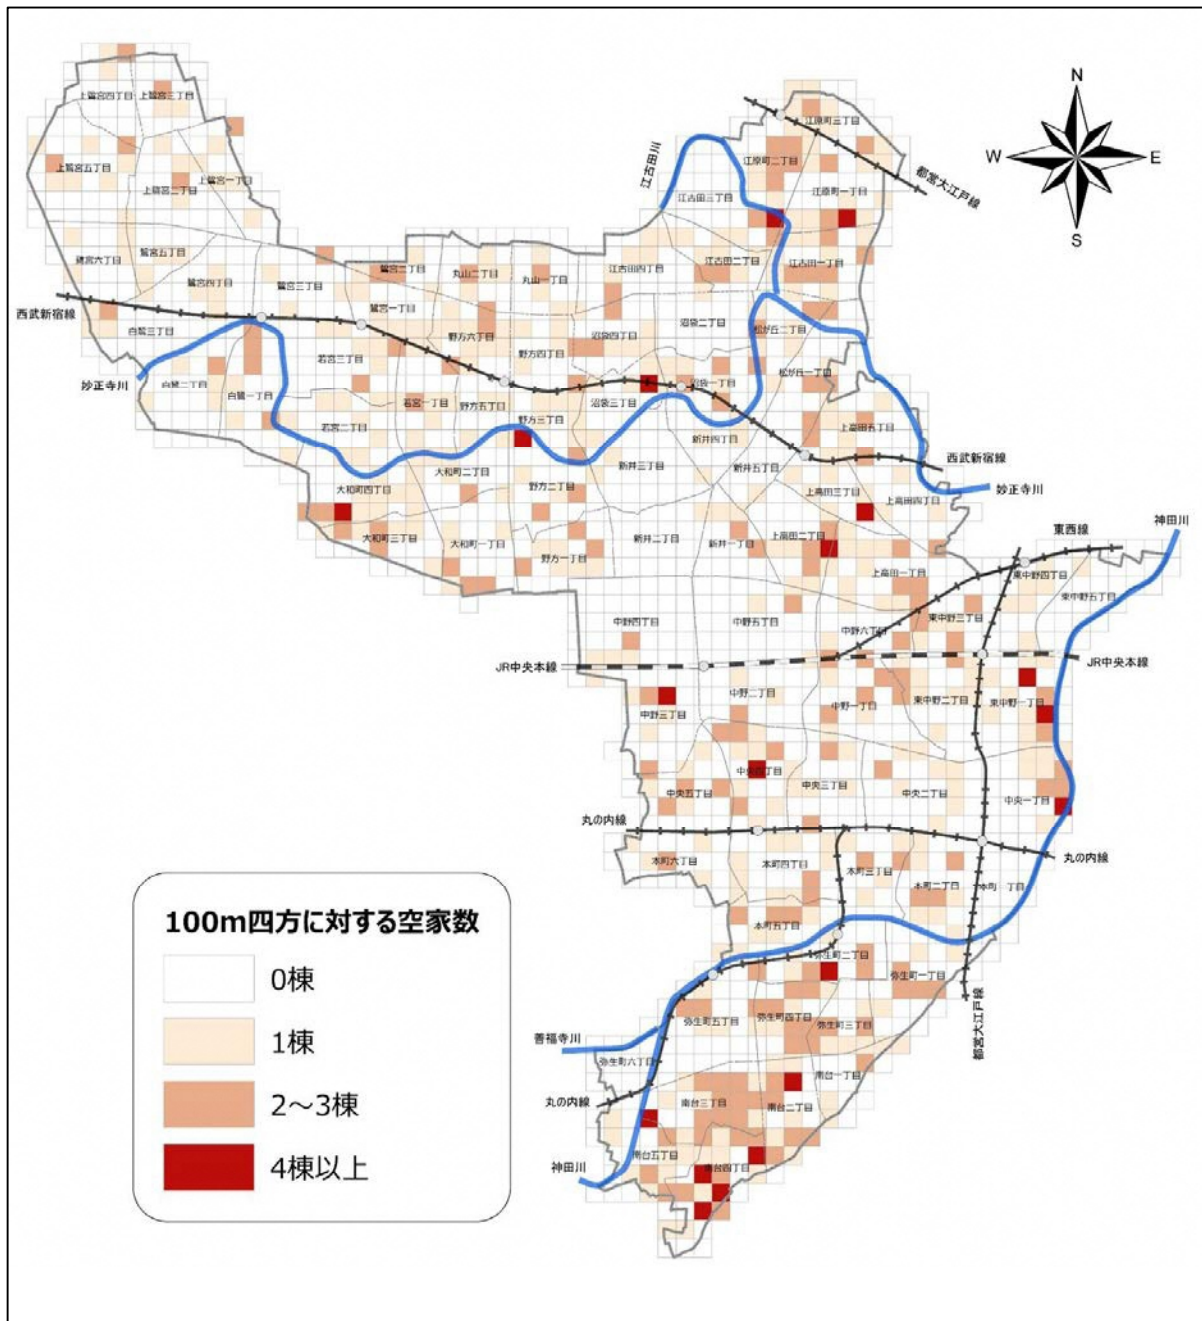 N
W
E
S
上鷺宮四丁目
上鷺宮三丁目
江原町三丁目
江古田川
江原町二丁目
都営大江戸線
上鷺宮五丁目
上鷺宮二丁目
上鷺宮一丁目
江古田三丁目
江原町一丁目
鷺宮六丁目
鷺宮五丁目
鷺宮四丁目
鷺宮三丁目
鷺宮二丁目
丸山二丁目
丸山一丁目
江古田四丁目
江古田二丁目
江古田一丁目
西武新宿線
白鷺三丁目
鷺宮一丁目
野方六丁目
野方四丁目
沼袋四丁目
沼袋二丁目
松が丘二丁目
妙正寺川
白鷺二丁目
白鷺一丁目
若宮三丁目
若宮一丁目
野方五丁目
沼袋三丁目
沼袋一丁目
松が丘一丁目
若宮二丁目
野方三丁目
新井四丁目
上高田五丁目
西武新宿線
大和町四丁目
大和町二丁目
野方二丁目
新井三丁目
新井五丁目
上高田三丁目
上高田四丁目
妙正寺川
大和町三丁目
大和町一丁目
野方一丁目
新井二丁目
新井一丁目
上高田二丁目
上高田一丁目
東西線
神田川
東中野四丁目
東中野五丁目
中野四丁目
中野五丁目
中野六丁目
東中野三丁目
JR中央本線
JR中央本線
中野三丁目
中野二丁目
中野一丁目
東中野二丁目
東中野一丁目
中央五丁目
中央四丁目
中央三丁目
中央二丁目
中央一丁目
丸の内線
丸の内線
本町六丁目
本町四丁目
本町三丁目
本町二丁目
本町 丁目
本町五丁目
弥生町二丁目
弥生町一丁目
都営大江戸線
弥生町五丁目
弥生町四丁目
弥生町三丁目
善福寺川
弥生町六丁目
丸の内線
南台一丁目
南台三丁目
南台二丁目
南台五丁目
南台四丁目
神田川
100m四方に対する空家数
0棟
1棟
2～3棟
4棟以上